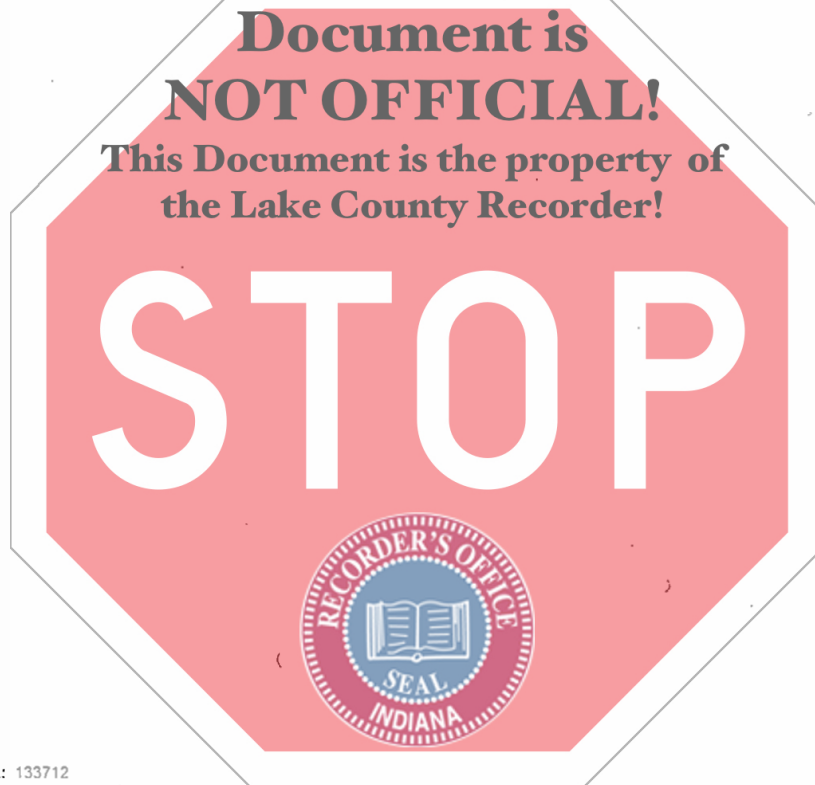 Document is
NOT OFFICIAL!
This Document is the property of
the Lake County Recorder!
STOP
RECORDER'S OFFICE
SEAL
INDIANA
: 133712